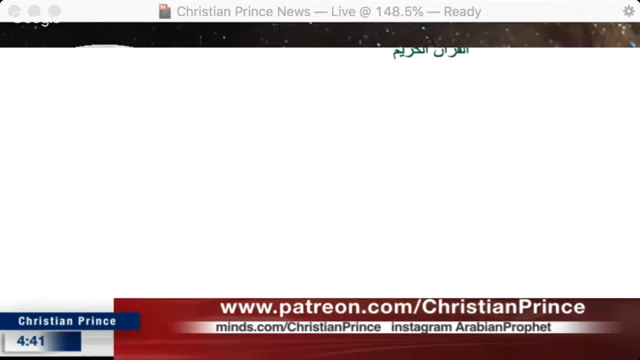 Christian Prince News — Live @ 148.5% — Ready
القرآن الكريم
www.patreon.com/ChristianPrince
Christian Prince
minds.com/ChristianPrince instagram ArabianProphet
4:41